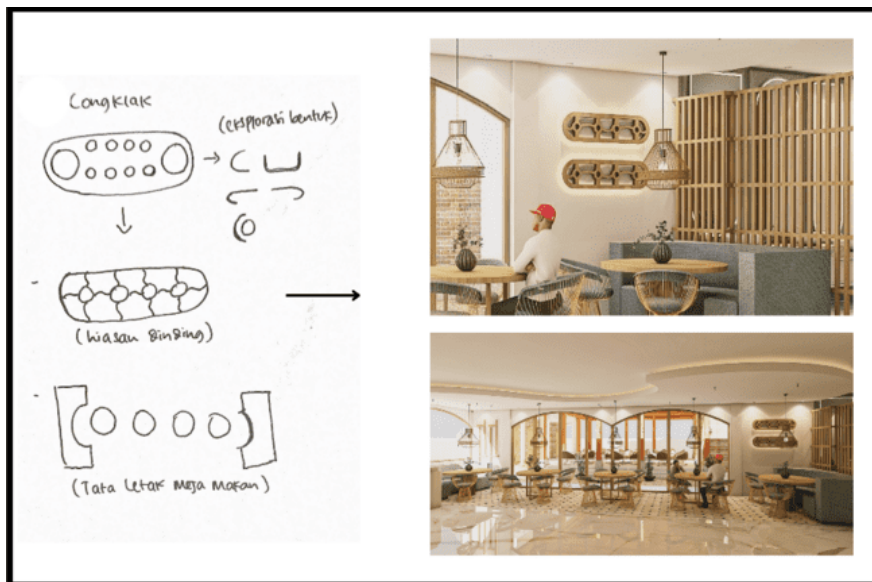 Congklak
(eksplorasi bentuk)
(hiasan dinding)
(Tata letak meja makan)